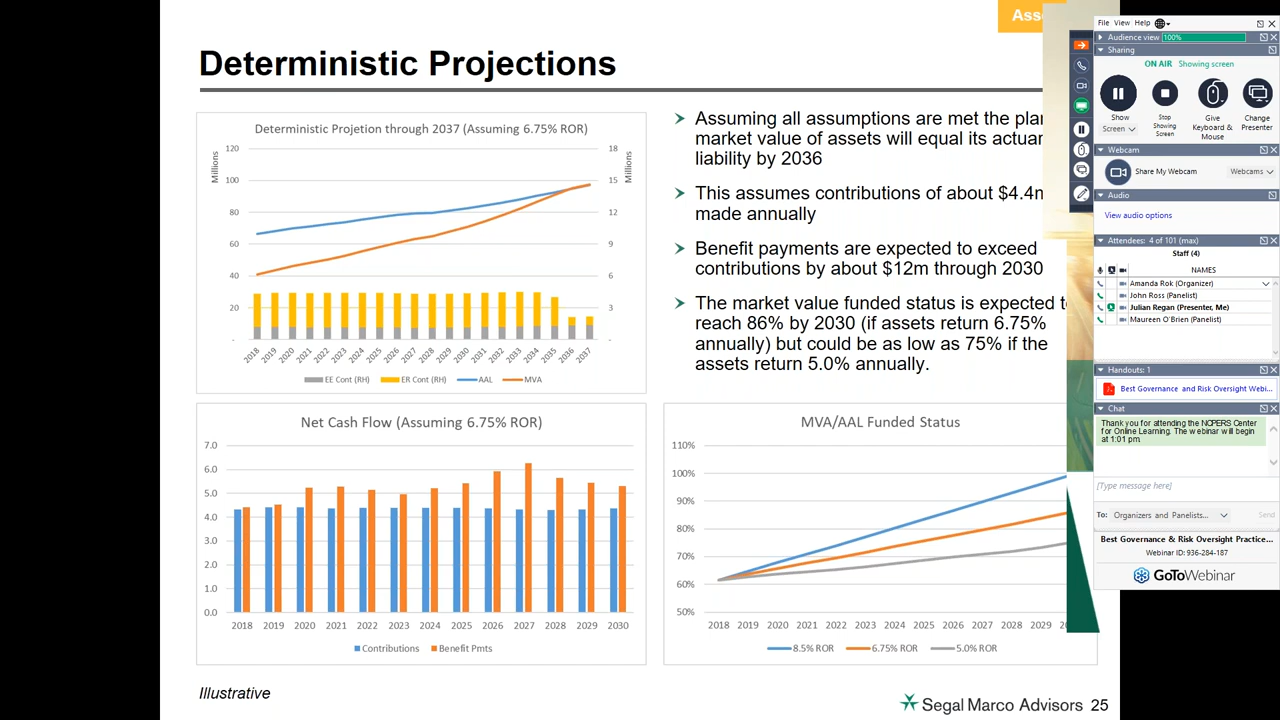 Asse
Deterministic Projections
Deterministic Projetion through 2037 (Assuming 6.75% ROR)
Millions
Millions
120
100
80
60
40
20
-
18
15
12
9
6
3
-
2018 2019 2020 2021 2022 2023 2024 2025 2026 2027 2028 2029 2030 2031 2032 2033 2034 2035 2036 2037
EE Cont (RH) ER Cont (RH) AAL MVA
Assuming all assumptions are met the plan
market value of assets will equal its actuar
liability by 2036
This assumes contributions of about $4.4m
made annually
Benefit payments are expected to exceed
contributions by about $12m through 2030
The market value funded status is expected to
reach 86% by 2030 (if assets return 6.75%
annually) but could be as low as 75% if the
assets return 5.0% annually.
Net Cash Flow (Assuming 6.75% ROR)
7.0
6.0
5.0
4.0
3.0
2.0
1.0
0.0
2018 2019 2020 2021 2022 2023 2024 2025 2026 2027 2028 2029 2030
Contributions Benefit Pmts
MVA/AAL Funded Status
110%
100%
90%
80%
70%
60%
50%
2018 2019 2020 2021 2022 2023 2024 2025 2026 2027 2028 2029
8.5% ROR 6.75% ROR 5.0% ROR
Illustrative
Segal Marco Advisors 25
File View Help
Audience view 100%
Sharing
ON AIR Showing screen
Show
Screen
Stop
Showing
Screen
Give
Keyboard &
Mouse
Change
Presenter
Webcam
Share My Webcam Webcams
Audio
View audio options
Attendees: 4 of 101 (max)
Staff (4)
NAMES
Amanda Rok (Organizer)
John Ross (Panelist)
Julian Regan (Presenter, Me)
Maureen O'Brien (Panelist)
Handouts: 1
Best Governance and Risk Oversight Webi...
Chat
Thank you for attending the NCPERS Center
for Online Learning. The webinar will begin
at 1:01 pm.
[Type message here]
To: Organizers and Panelists... Send
Best Governance & Risk Oversight Practice...
Webinar ID: 936-284-187
GoToWebinar